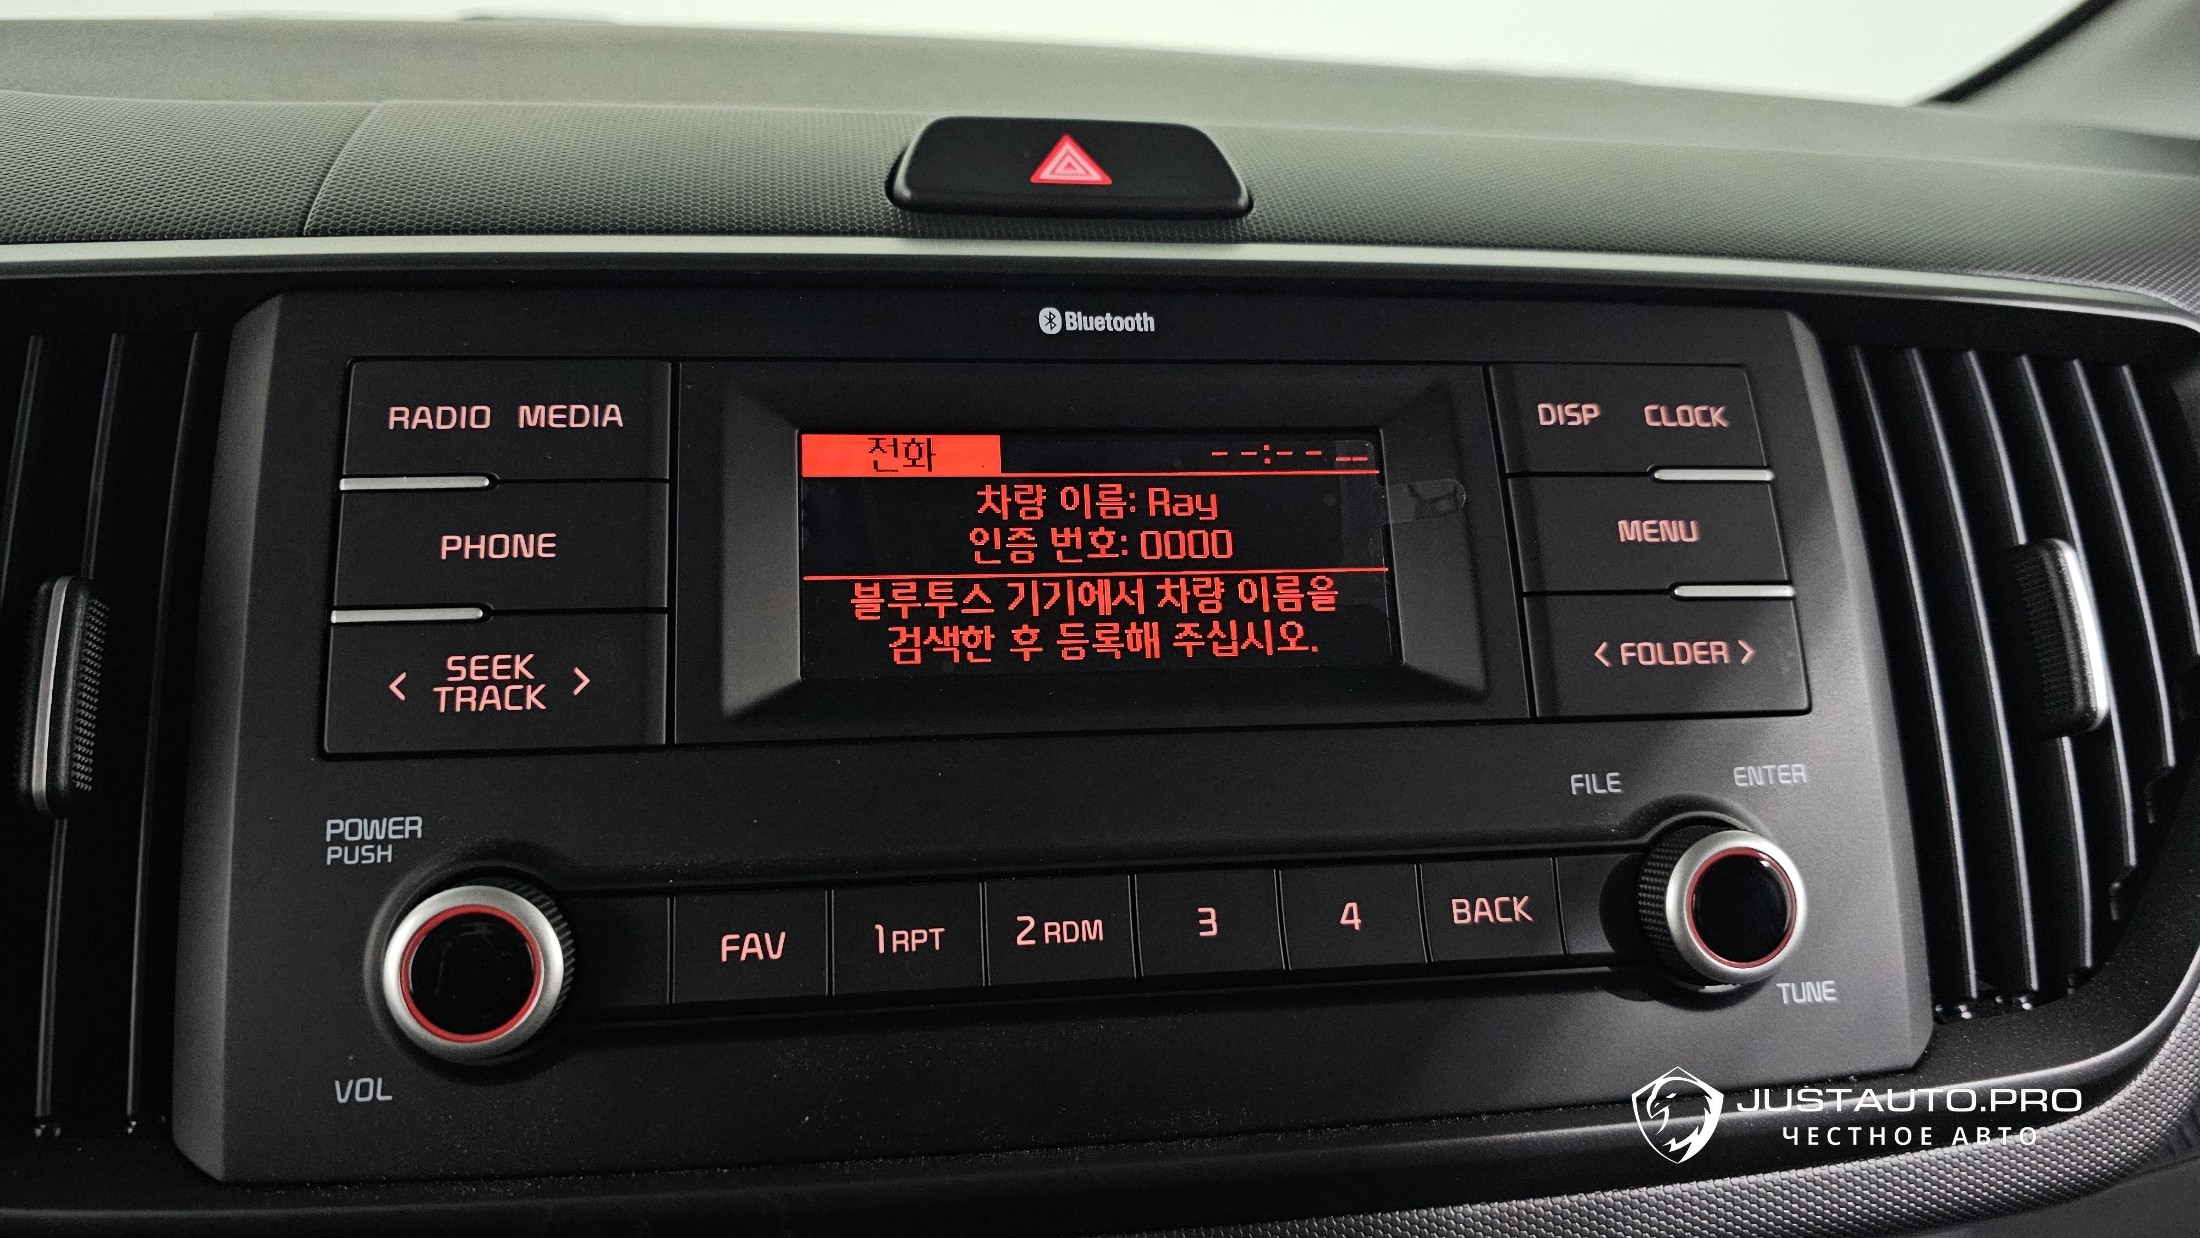 Bluetooth
RADIO MEDIA
PHONE
< SEEK >
TRACK
전화 --:-- --
차량 이름: Ray
인증 번호: 0000
블루투스 기기에서 차량 이름을
검색한 후 등록해 주십시오.
DISP CLOCK
MENU
< FOLDER >
POWER
PUSH
VOL
FAV 1 RPT 2 RDM 3 4 BACK
FILE ENTER
TUNE
JUSTAUTO.PRO
ЧЕСТНОЕ АВТО